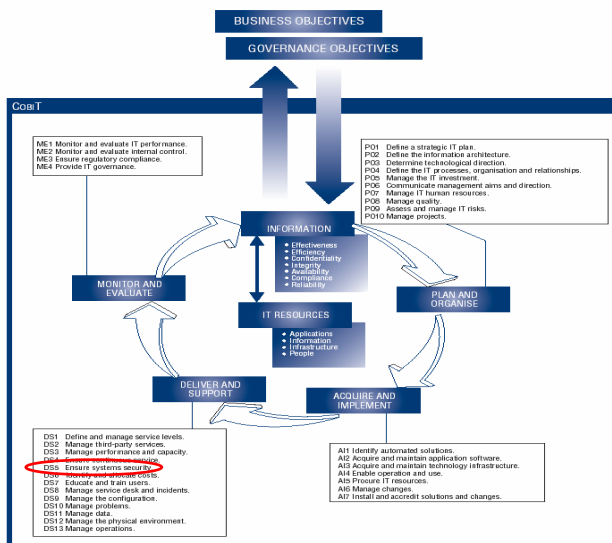 BUSINESS OBJECTIVES
GOVERNANCE OBJECTIVES
COBIT
ME1 Monitor and evaluate IT performance.
ME2 Monitor and evaluate internal control.
ME3 Ensure regulatory compliance.
ME4 Provide IT governance.
PO1 Define a strategic IT plan.
PO2 Define the information architecture.
PO3 Determine technological direction.
PO4 Define the IT processes, organisation and relationships.
PO5 Manage the IT investment.
PO6 Communicate management aims and direction.
PO7 Manage IT human resources.
PO8 Manage quality.
PO9 Assess and manage IT risks.
PO10 Manage projects.
INFORMATION
Effectiveness
Efficiency
Confidentiality
Integrity
Availability
Compliance
Reliability
MONITOR AND
EVALUATE
PLAN AND
ORGANISE
IT RESOURCES
Applications
Information
Infrastructure
People
DELIVER AND
SUPPORT
ACQUIRE AND
IMPLEMENT
DS1 Define and manage service levels.
DS2 Manage third-party services.
DS3 Manage performance and capacity.
DS4 Ensure continuous service.
DS5 Ensure systems security.
DS6 Identify and allocate costs.
DS7 Educate and train users.
DS8 Manage service desk and incidents.
DS9 Manage the configuration.
DS10 Manage problems.
DS11 Manage data.
DS12 Manage the physical environment.
DS13 Manage operations.
AI1 Identify automated solutions.
AI2 Acquire and maintain application software.
AI3 Acquire and maintain technology infrastructure.
AI4 Enable operation and use.
AI5 Procure IT resources.
AI6 Manage changes.
AI7 Install and accredit solutions and changes.